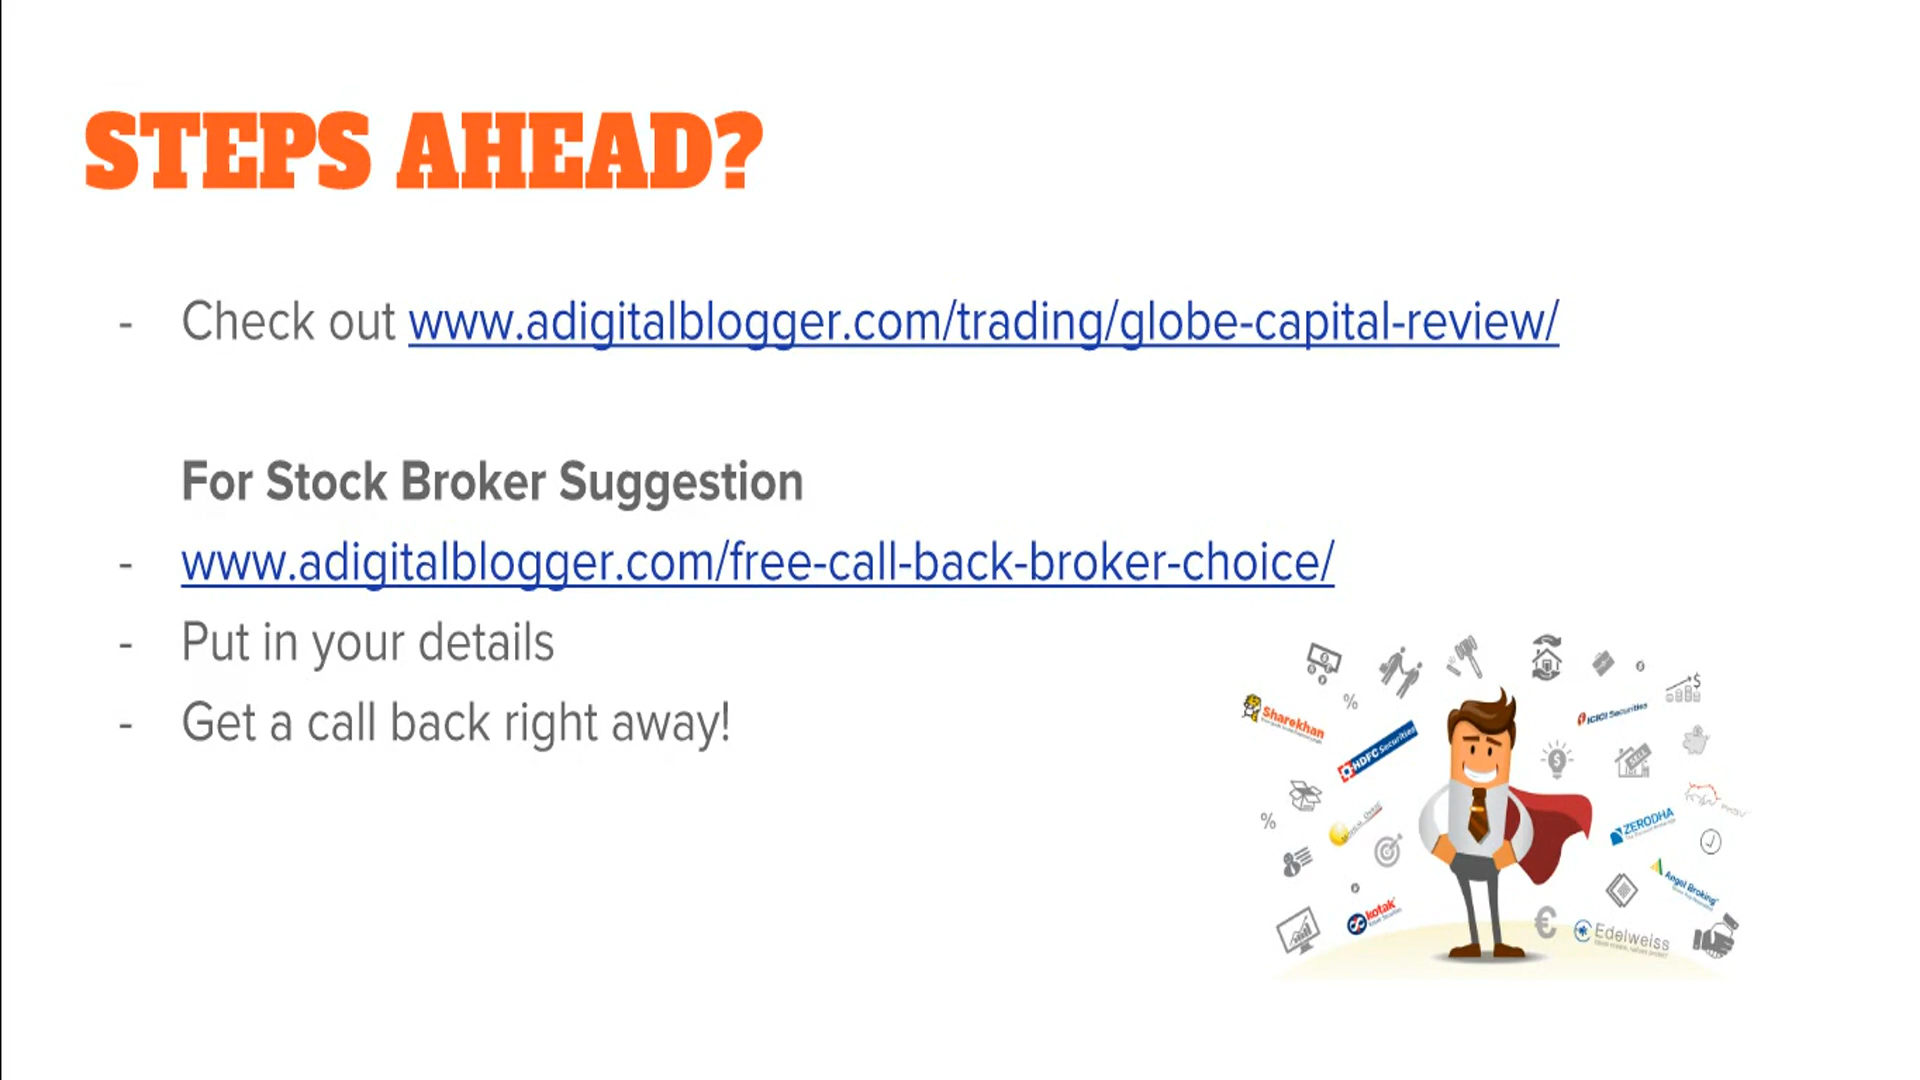 STEPS AHEAD?
- Check out www.adigitalblogger.com/trading/globe-capital-review/
For Stock Broker Suggestion
- www.adigitalblogger.com/free-call-back-broker-choice/
- Put in your details
- Get a call back right away!
Sharekhan
HDFC Securities
ICICI Securities
ZERODHA
Angel Broking
kotak
Edelweiss